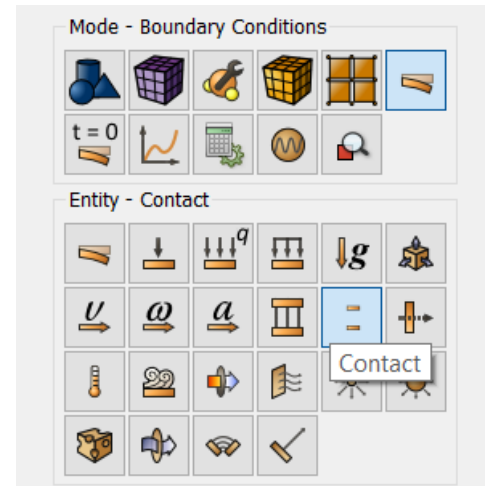 Mode - Boundary Conditions
t = 0
Entity - Contact
q
g
υ ω a
Contact